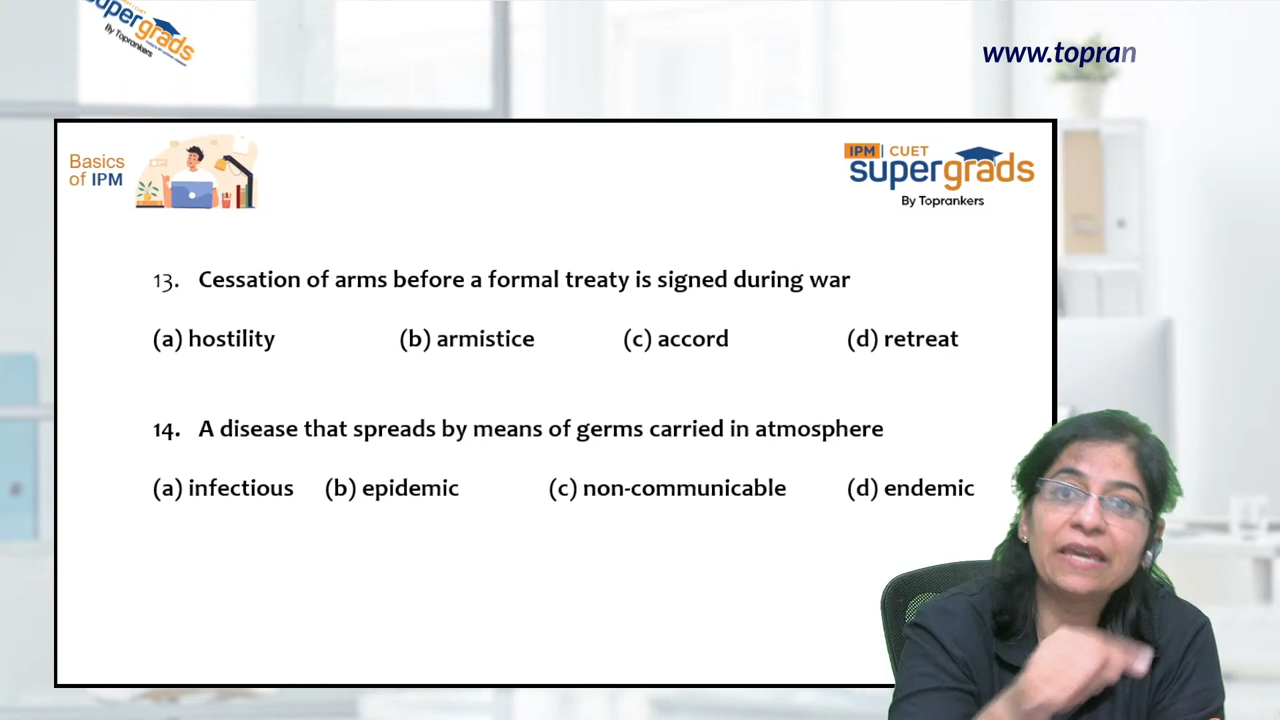 supergrads
By Toprankers
www.topran
Basics
of IPM
IPM | CUET
supergrads
By Toprankers
13. Cessation of arms before a formal treaty is signed during war
(a) hostility (b) armistice (c) accord (d) retreat
14. A disease that spreads by means of germs carried in atmosphere
(a) infectious (b) epidemic (c) non-communicable (d) endemic